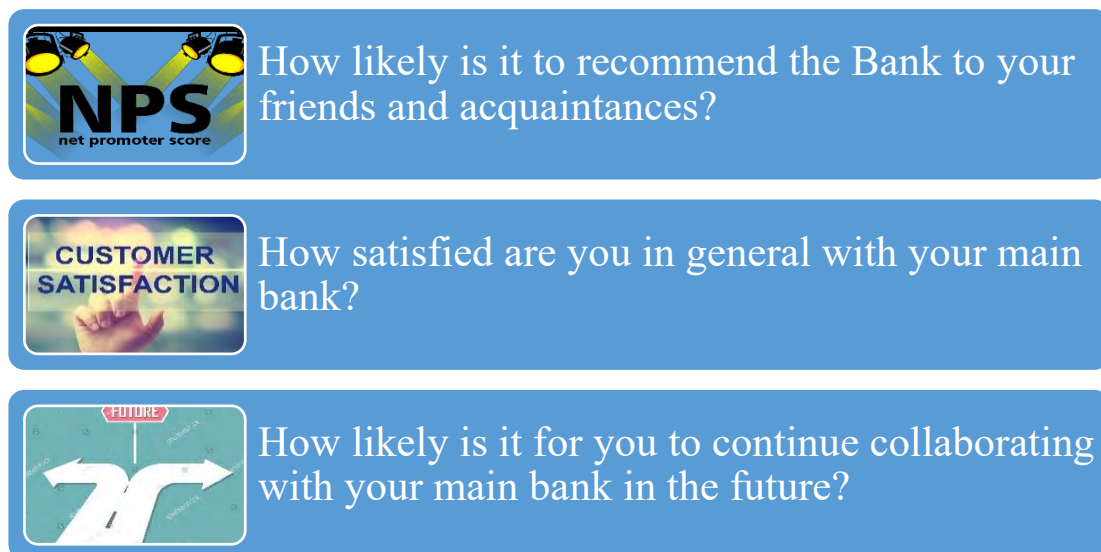 NPS
net promoter score
How likely is it to recommend the Bank to your
friends and acquaintances?
CUSTOMER
SATISFACTION
How satisfied are you in general with your main
bank?
FUTURE
How likely is it for you to continue collaborating
with your main bank in the future?